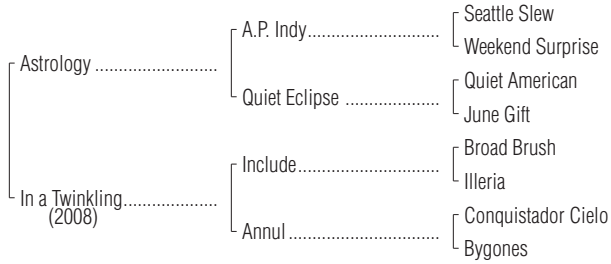 Seattle Slew
A.P. Indy
Weekend Surprise
Astrology
Quiet American
Quiet Eclipse
June Gift
Broad Brush
Include
Illeria
In a Twinkling
(2008)
Conquistador Cielo
Annul
Bygones